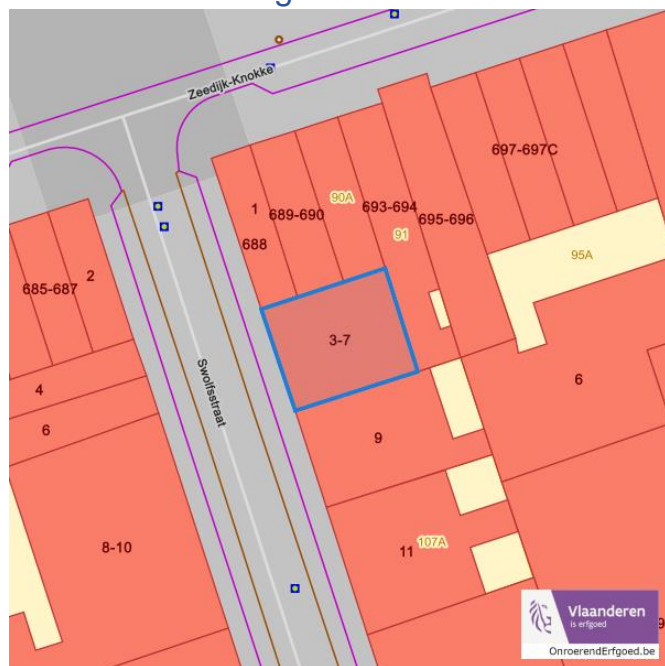 Zeedijk-Knokke
697-697C
1
689-690
90A
693-694
695-696
688
91
95A
2
685-687
3-7
4
Swolfsstraat
6
6
9
8-10
11
107A
9
Vlaanderen
is erfgoed
OnroerendErfgoed.be